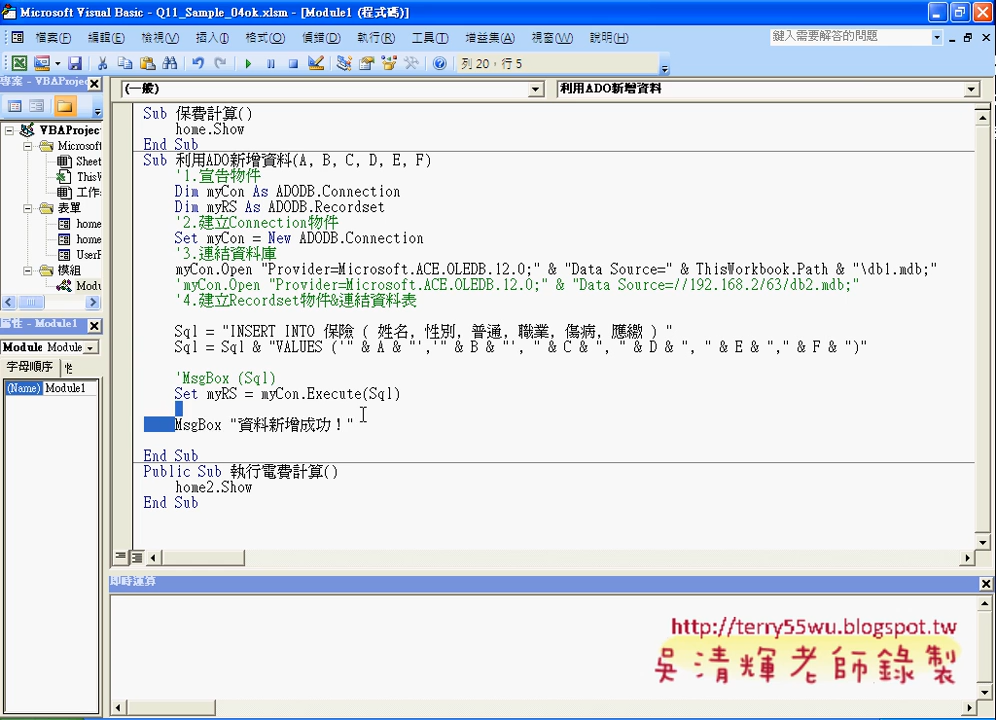 Microsoft Visual Basic - Q11_Sample_04ok.xlsm - [Module1 (程式碼)]
檔案(F) 編輯(E) 檢視(V) 插入(I) 格式(O) 偵錯(D) 執行(R) 工具(T) 增益集(A) 視窗(W) 說明(H) 鍵入需要解答的問題
列 20，行 5
專案 - VBAProjec
(一般) 利用ADO新增資料
VBAProjec
Microsoft
Sheet
ThisW
工作
表單
home
home
UserF
模組
Modu
屬性 - Module1
Module Module
字母順序
(Name) Module1
Sub 保費計算()
home.Show
End Sub
Sub 利用ADO新增資料(A, B, C, D, E, F)
'1.宣告物件
Dim myCon As ADODB.Connection
Dim myRS As ADODB.Recordset
'2.建立Connection物件
Set myCon = New ADODB.Connection
'3.連結資料庫
myCon.Open "Provider=Microsoft.ACE.OLEDB.12.0;" & "Data Source=" & ThisWorkbook.Path & "\db1.mdb;"
'myCon.Open "Provider=Microsoft.ACE.OLEDB.12.0;" & "Data Source=//192.168.2/63/db2.mdb;"
'4.建立Recordset物件&連結資料表
Sql = "INSERT INTO 保險 ( 姓名, 性別, 普通, 職業, 傷病, 應繳 ) "
Sql = Sql & "VALUES ('" & A & "','" & B & "', " & C & ", " & D & ", " & E & "," & F & ")"
'MsgBox (Sql)
Set myRS = myCon.Execute(Sql)
MsgBox "資料新增成功！"
End Sub
Public Sub 執行電費計算()
home2.Show
End Sub
即時運算
http://terry55wu.blogspot.tw
吳清輝老師錄製